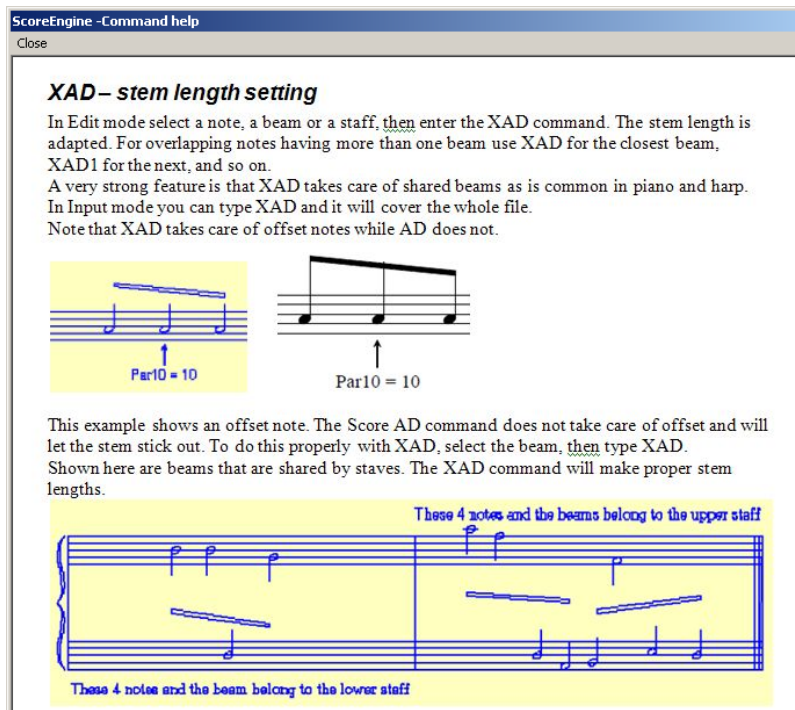 ScoreEngine -Command help
Close
XAD – stem length setting
In Edit mode select a note, a beam or a staff, then enter the XAD command. The stem length is
adapted. For overlapping notes having more than one beam use XAD for the closest beam,
XAD1 for the next, and so on.
A very strong feature is that XAD takes care of shared beams as is common in piano and harp.
In Input mode you can type XAD and it will cover the whole file.
Note that XAD takes care of offset notes while AD does not.
Par10 = 10
Par10 = 10
This example shows an offset note. The Score AD command does not take care of offset and will
let the stem stick out. To do this properly with XAD, select the beam, then type XAD.
Shown here are beams that are shared by staves. The XAD command will make proper stem
lengths.
These 4 notes and the beams belong to the upper staff
These 4 notes and the beam belong to the lower staff